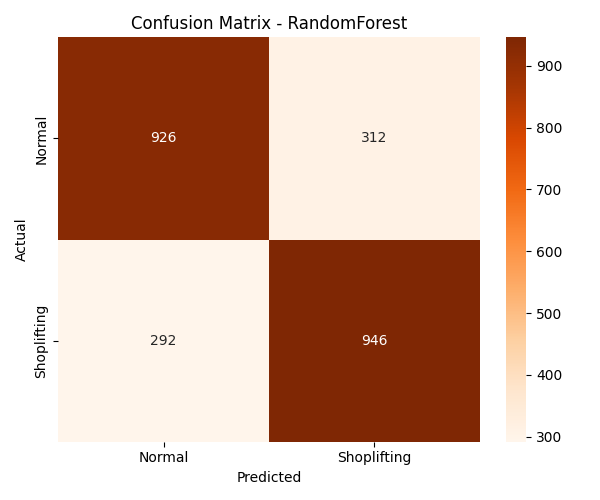 Confusion Matrix - RandomForest
Actual
Normal
Shoplifting
926
312
292
946
Normal
Shoplifting
Predicted
900
800
700
600
500
400
300